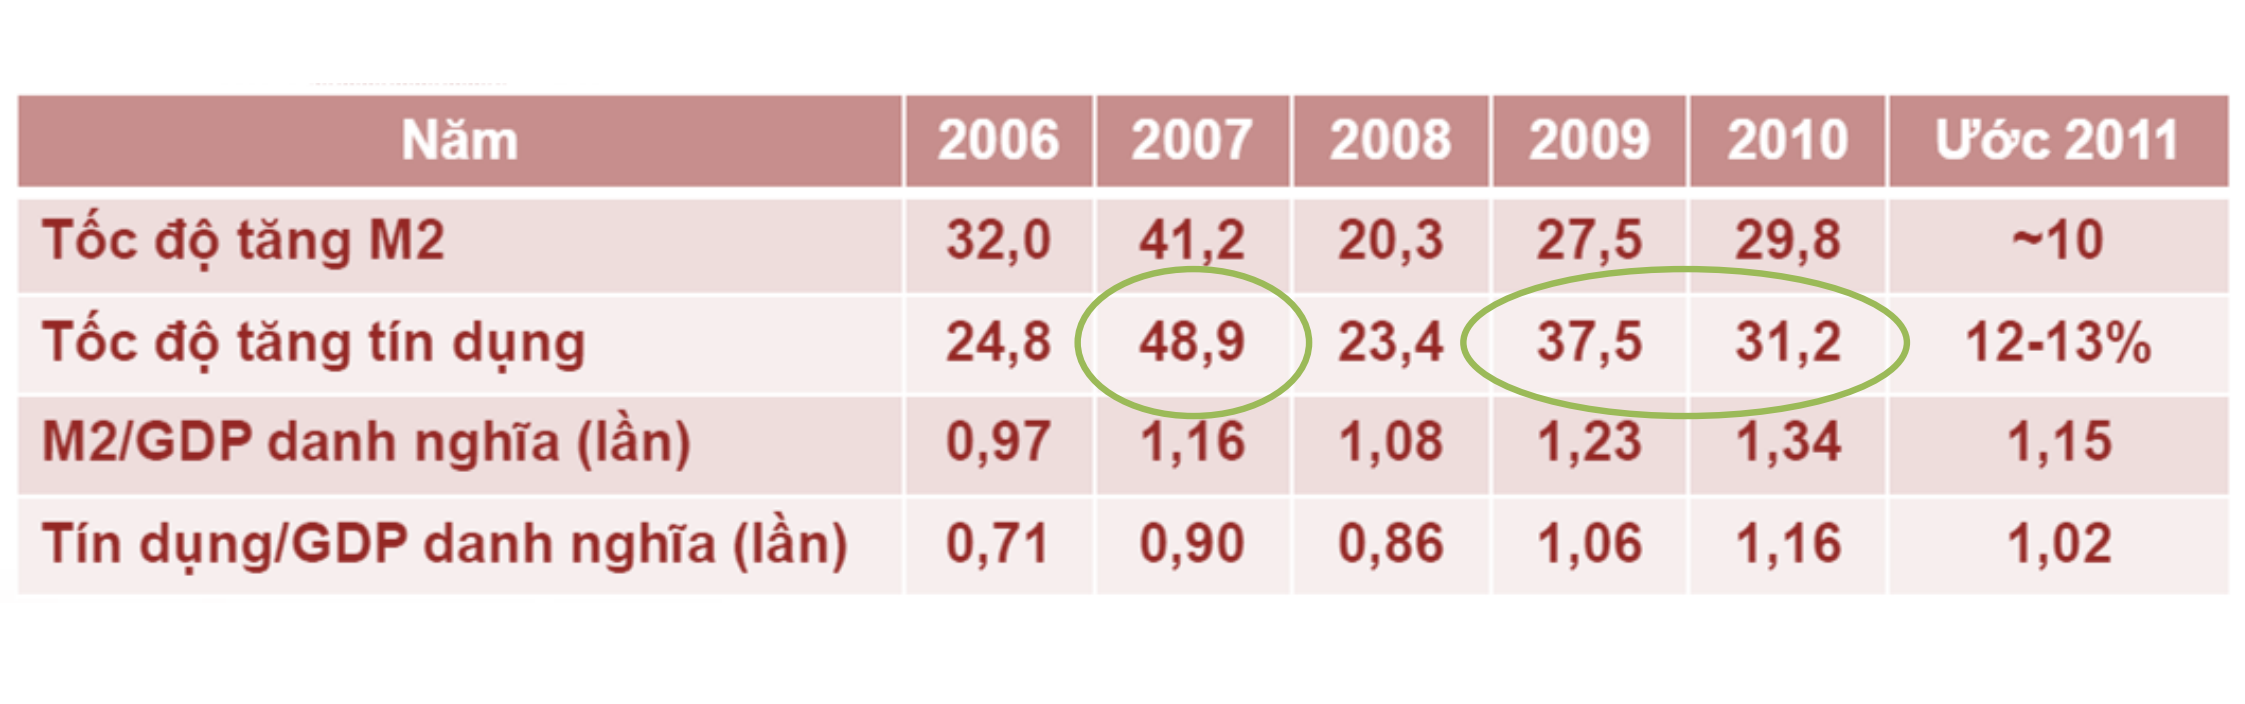 Năm 2006 2007 2008 2009 2010 Ước 2011
Tốc độ tăng M2 32,0 41,2 20,3 27,5 29,8 ~10
Tốc độ tăng tín dụng 24,8 48,9 23,4 37,5 31,2 12-13%
M2/GDP danh nghĩa (lần) 0,97 1,16 1,08 1,23 1,34 1,15
Tín dụng/GDP danh nghĩa (lần) 0,71 0,90 0,86 1,06 1,16 1,02